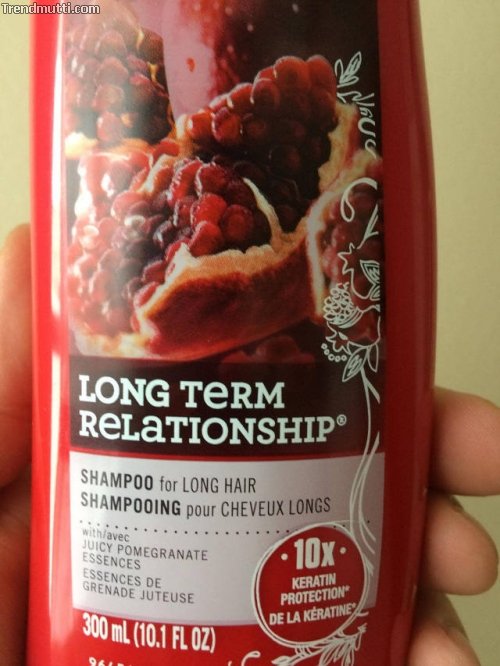 Trendmutti.com
LONG TeRM
ReLaTIONSHIP®
SHAMPOO for LONG HAIR
SHAMPOOING pour CHEVEUX LONGS
with/avec
JUICY POMEGRANATE
ESSENCES
ESSENCES DE
GRENADE JUTEUSE
10x
KERATIN
PROTECTION*
DE LA KÉRATINE*
300 mL (10.1 FL OZ)